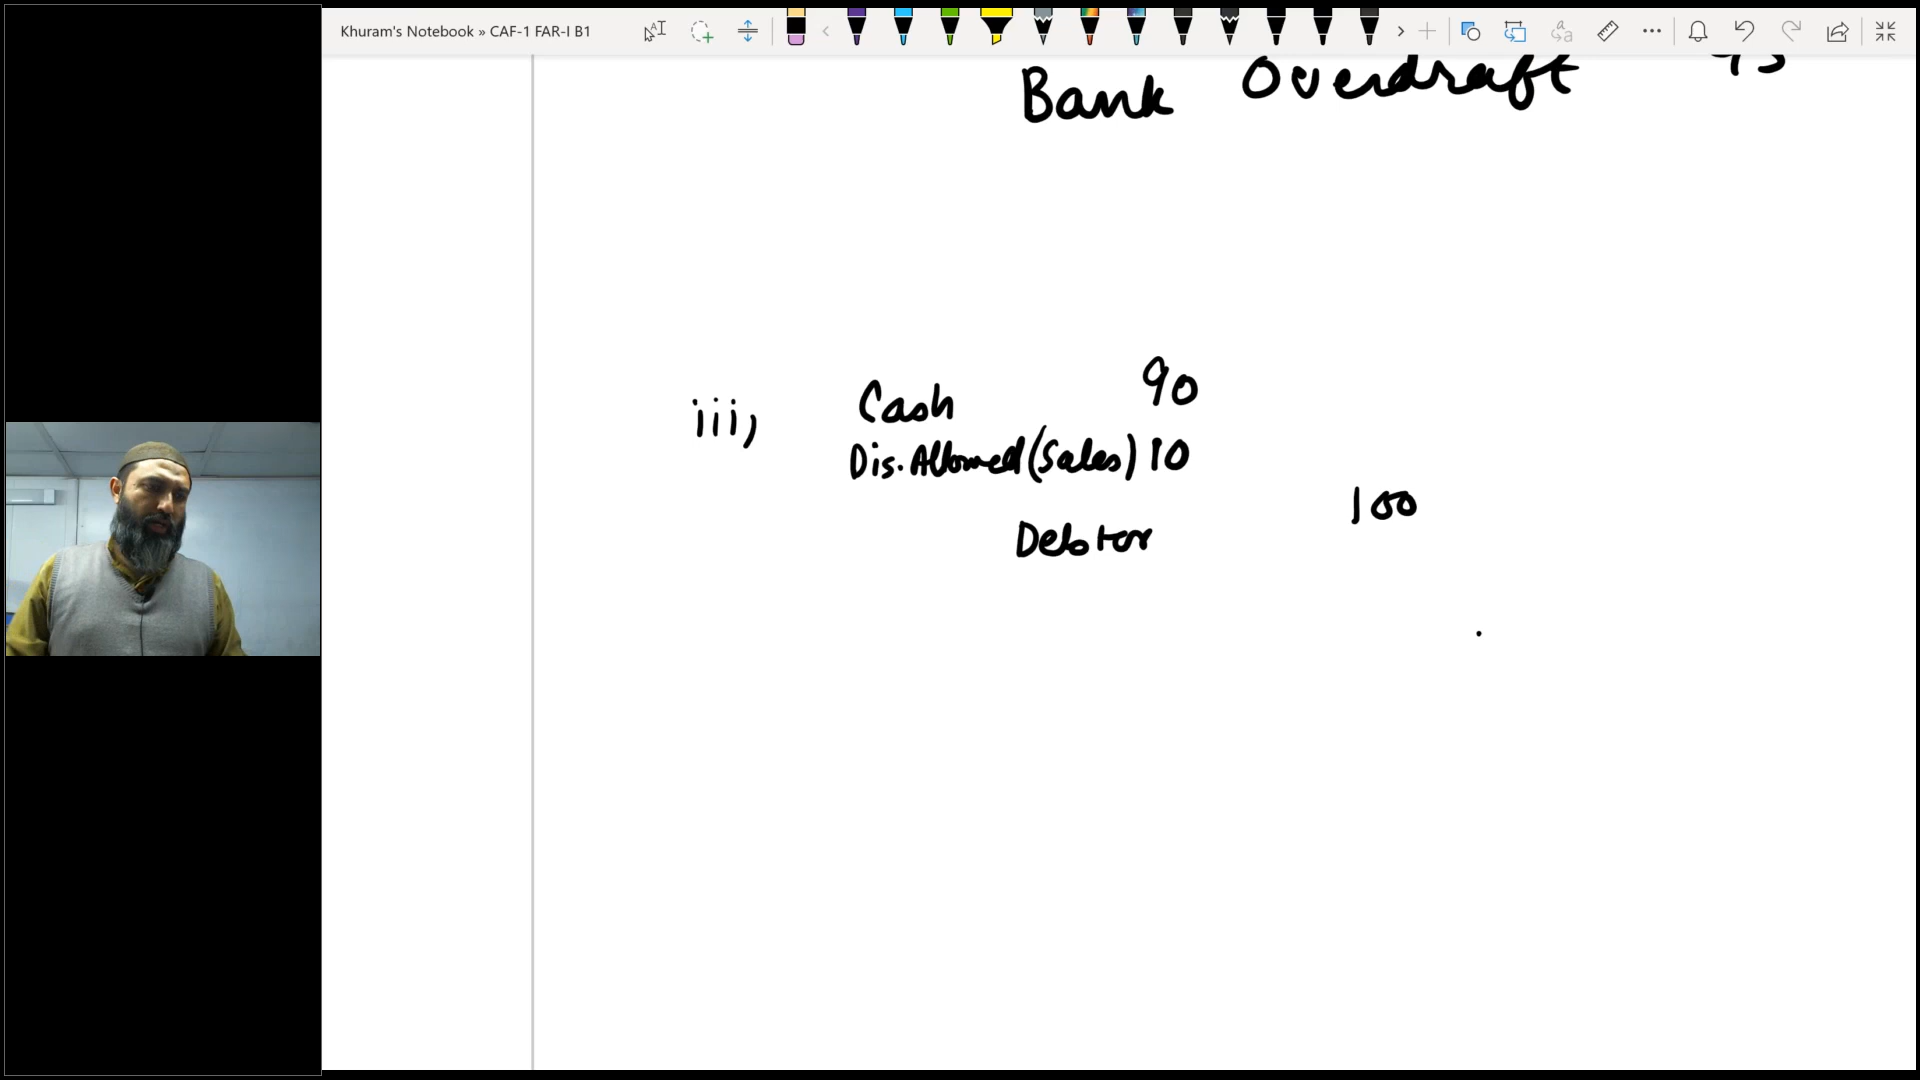 Khuram's Notebook » CAF-1 FAR-I B1
Bank Overdraft
iii, Cash 90
Dis. Allowed (Sales) 10
Debtor 100